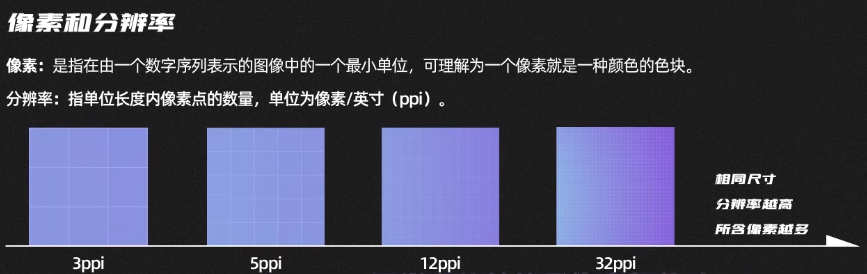 像素和分辨率
像素：是指在由一个数字序列表示的图像中的一个最小单位，可理解为一个像素就是一种颜色的色块。
分辨率：指单位长度内像素点的数量，单位为像素/英寸（ppi）。
相同尺寸
分辨率越高
所含像素越多
3ppi
5ppi
12ppi
32ppi